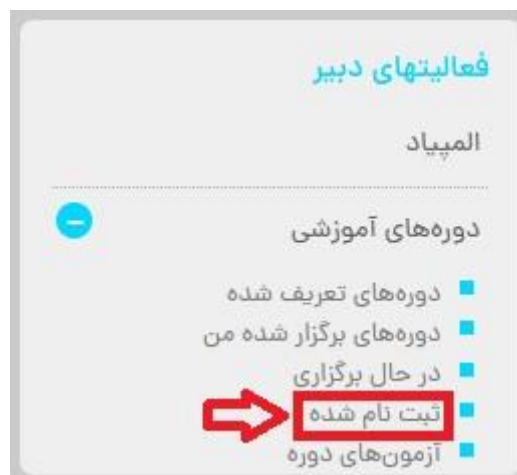 فعالیتهای دبیر
المپیاد
دوره‌های آموزشی
دوره‌های تعریف شده
دوره‌های برگزار شده من
در حال برگزاری
ثبت نام شده
آزمون‌های دوره